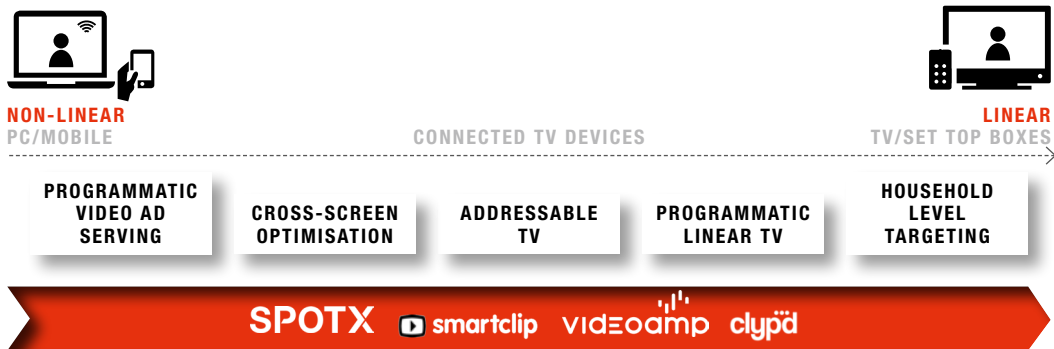 NON-LINEAR
LINEAR
PC/MOBILE
CONNECTED TV DEVICES
TV/SET TOP BOXES
PROGRAMMATIC
VIDEO AD
SERVING
CROSS-SCREEN
OPTIMISATION
ADDRESSABLE
TV
PROGRAMMATIC
LINEAR TV
HOUSEHOLD
LEVEL
TARGETING
SPOTX smartclip videoamp clypd